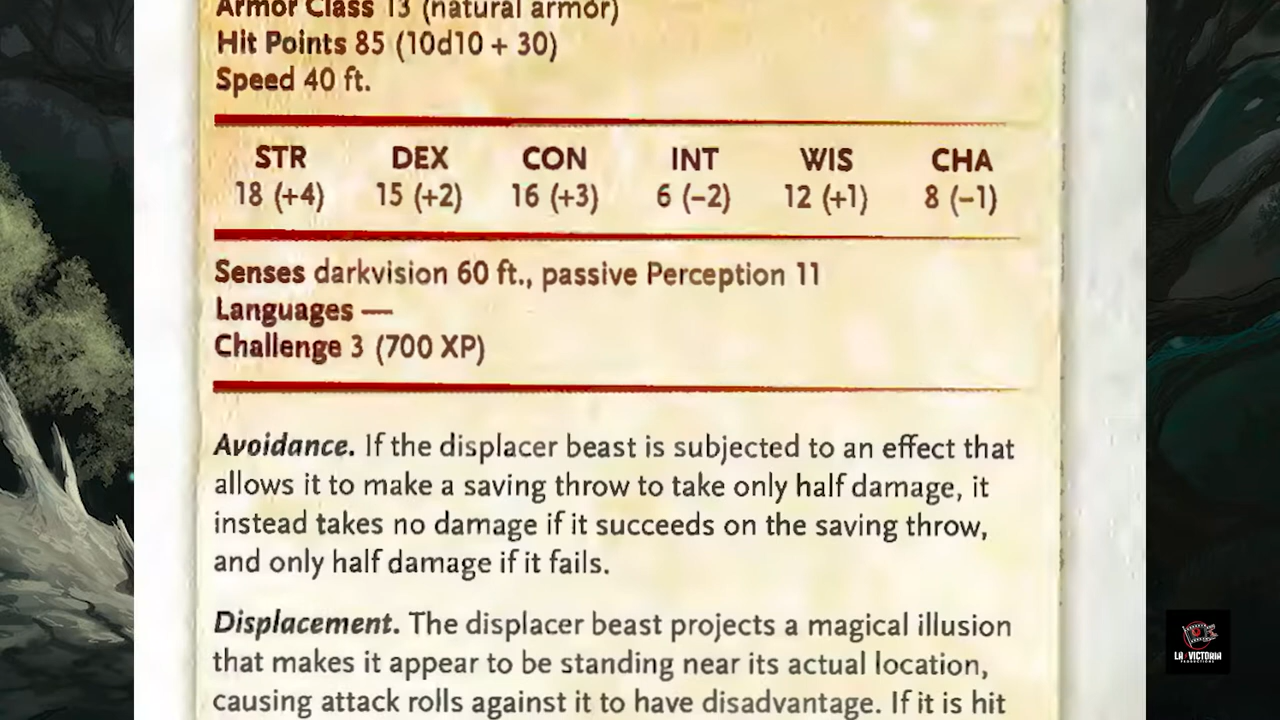 Armor Class 13 (natural armor)
Hit Points 85 (10d10 + 30)
Speed 40 ft.
STR DEX CON INT WIS CHA
18 (+4) 15 (+2) 16 (+3) 6 (−2) 12 (+1) 8 (−1)
Senses darkvision 60 ft., passive Perception 11
Languages —
Challenge 3 (700 XP)
Avoidance. If the displacer beast is subjected to an effect that
allows it to make a saving throw to take only half damage, it
instead takes no damage if it succeeds on the saving throw,
and only half damage if it fails.
Displacement. The displacer beast projects a magical illusion
that makes it appear to be standing near its actual location,
causing attack rolls against it to have disadvantage. If it is hit
LA VICTORIA
PRODUCTIONS